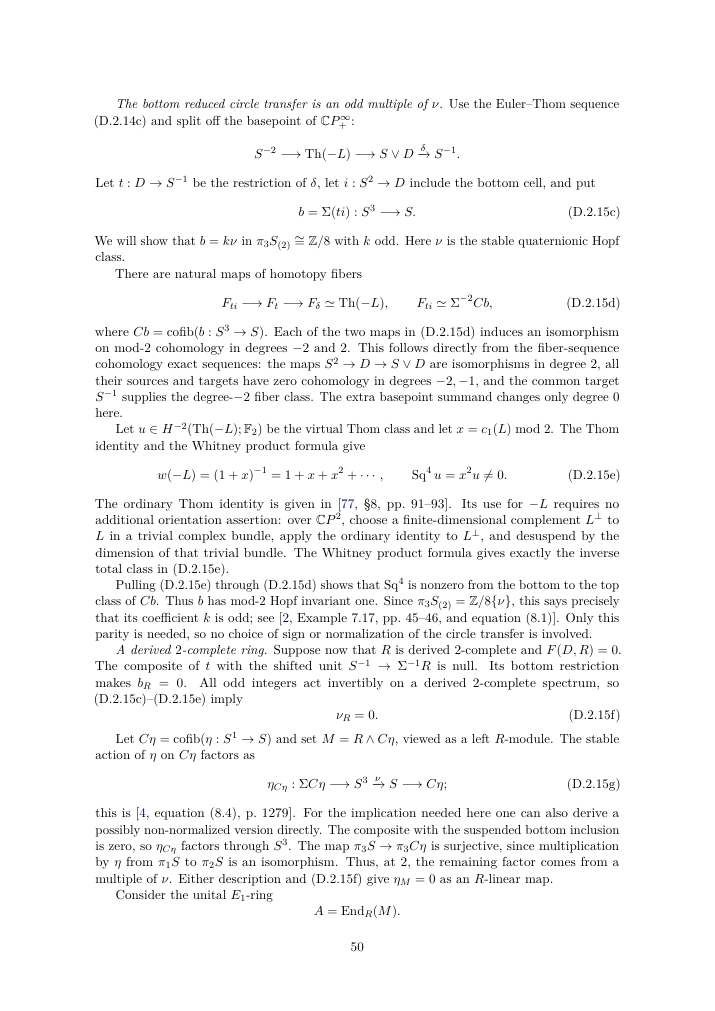 The bottom reduced circle transfer is an odd multiple of ν. Use the Euler–Thom sequence
(D.2.14c) and split off the basepoint of ℂP^∞_+:
S^{−2} ⟶ Th(−L) ⟶ S ∨ D →^δ S^{−1}.
Let t : D → S^{−1} be the restriction of δ, let i : S^2 → D include the bottom cell, and put
b = Σ(ti) : S^3 ⟶ S. (D.2.15c)
We will show that b = kν in π_3S_{(2)} ≅ ℤ/8 with k odd. Here ν is the stable quaternionic Hopf
class.
There are natural maps of homotopy fibers
F_{ti} ⟶ F_t ⟶ F_δ ≃ Th(−L), F_{ti} ≃ Σ^{−2}Cb, (D.2.15d)
where Cb = cofib(b : S^3 → S). Each of the two maps in (D.2.15d) induces an isomorphism
on mod-2 cohomology in degrees −2 and 2. This follows directly from the fiber-sequence
cohomology exact sequences: the maps S^2 → D → S ∨ D are isomorphisms in degree 2, all
their sources and targets have zero cohomology in degrees −2, −1, and the common target
S^{−1} supplies the degree-−2 fiber class. The extra basepoint summand changes only degree 0
here.
Let u ∈ H^{−2}(Th(−L); 𝔽_2) be the virtual Thom class and let x = c_1(L) mod 2. The Thom
identity and the Whitney product formula give
w(−L) = (1 + x)^{−1} = 1 + x + x^2 + ⋯ , Sq^4 u = x^2u ≠ 0. (D.2.15e)
The ordinary Thom identity is given in [77, §8, pp. 91–93]. Its use for −L requires no
additional orientation assertion: over ℂP^2, choose a finite-dimensional complement L^⊥ to
L in a trivial complex bundle, apply the ordinary identity to L^⊥, and desuspend by the
dimension of that trivial bundle. The Whitney product formula gives exactly the inverse
total class in (D.2.15e).
Pulling (D.2.15e) through (D.2.15d) shows that Sq^4 is nonzero from the bottom to the top
class of Cb. Thus b has mod-2 Hopf invariant one. Since π_3S_{(2)} = ℤ/8{ν}, this says precisely
that its coefficient k is odd; see [2, Example 7.17, pp. 45–46, and equation (8.1)]. Only this
parity is needed, so no choice of sign or normalization of the circle transfer is involved.
A derived 2-complete ring. Suppose now that R is derived 2-complete and F(D, R) = 0.
The composite of t with the shifted unit S^{−1} → Σ^{−1}R is null. Its bottom restriction
makes b_R = 0. All odd integers act invertibly on a derived 2-complete spectrum, so
(D.2.15c)–(D.2.15e) imply
ν_R = 0. (D.2.15f)
Let Cη = cofib(η : S^1 → S) and set M = R ∧ Cη, viewed as a left R-module. The stable
action of η on Cη factors as
η_{Cη} : ΣCη ⟶ S^3 →^ν S ⟶ Cη; (D.2.15g)
this is [4, equation (8.4), p. 1279]. For the implication needed here one can also derive a
possibly non-normalized version directly. The composite with the suspended bottom inclusion
is zero, so η_{Cη} factors through S^3. The map π_3S → π_3Cη is surjective, since multiplication
by η from π_1S to π_2S is an isomorphism. Thus, at 2, the remaining factor comes from a
multiple of ν. Either description and (D.2.15f) give η_M = 0 as an R-linear map.
Consider the unital E_1-ring
A = End_R(M).
50